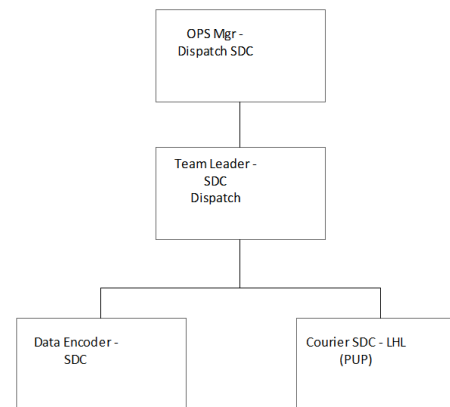 OPS Mgr -
Dispatch SDC
Team Leader -
SDC
Dispatch
Data Encoder -
SDC
Courier SDC - LHL
(PUP)